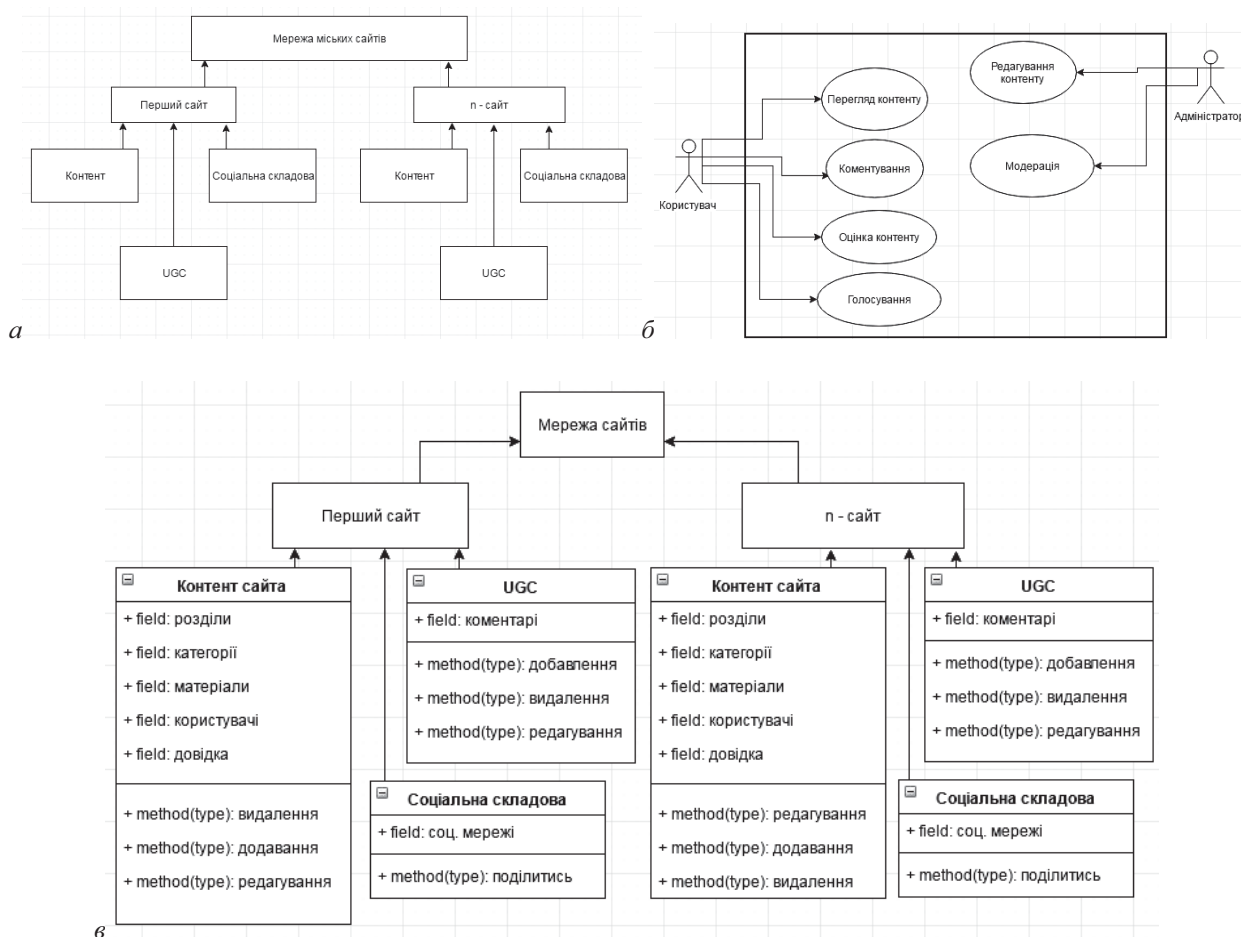 Мережа міських сайтів
Перший сайт
n - сайт
Контент
Соціальна складова
Контент
Соціальна складова
UGC
UGC
а
Редагування
контенту
Перегляд контенту
Адміністратор
Коментування
Модерація
Користувач
Оцінка контенту
Голосування
б
Мережа сайтів
Перший сайт
n - сайт
Контент сайта
+ field: розділи
+ field: категорії
+ field: матеріали
+ field: користувачі
+ field: довідка
+ method(type): видалення
+ method(type): додавання
+ method(type): редагування
UGC
+ field: коментарі
+ method(type): добавлення
+ method(type): видалення
+ method(type): редагування
Соціальна складова
+ field: соц. мережі
+ method(type): поділитись
Контент сайта
+ field: розділи
+ field: категорії
+ field: матеріали
+ field: користувачі
+ field: довідка
+ method(type): редагування
+ method(type): додавання
+ method(type): видалення
UGC
+ field: коментарі
+ method(type): добавлення
+ method(type): видалення
+ method(type): редагування
Соціальна складова
+ field: соц. мережі
+ method(type): поділитись
в